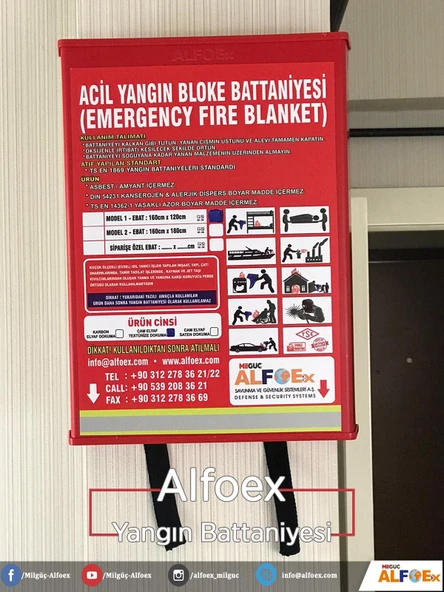 ALFOEx
ACİL YANGIN BLOKE BATTANİYESİ
(EMERGENCY FIRE BLANKET)
KULLANIM TALİMATI
* BATTANİYEYİ KALKAN GİBİ TUTUN. YANAN CİSMİN ÜSTÜNÜ VE ALEVİ TAMAMEN KAPATIN
* OKSİJENLE İRTİBATI KESİLECEK ŞEKİLDE ÖRTÜN
* BATTANİYEYİ SOĞUYANA KADAR YANAN MALZEMENİN ÜZERİNDEN ALMAYIN
ATIF YAPILAN STANDART
* TS EN 1869 YANGIN BATTANİYELERİ STANDARDI
ÜRÜN
* ASBEST - AMYANT İÇERMEZ
* DIN 54231 KANSEROJEN & ALERJİK DISPERS BOYAR MADDE İÇERMEZ
* TS EN 14362-1 YASAKLI AZOR BOYAR MADDE İÇERMEZ
MODEL 1 - EBAT : 160cm x 120cm
MODEL 2 - EBAT : 160cm x 180cm
SİPARİŞE ÖZEL EBAT : ...... x ...... cm
DİKKAT : YUKARIDAKİ YAZILI AMAÇLA KULLANILAN
ÜRÜN DAHA SONRA YANGIN BATTANİYESİ OLARAK KULLANILAMAZ
ÜRÜN CİNSİ
KARBON ELYAF DOKUMA
CAM ELYAF TEXTÜRİZE DOKUMA
CAM ELYAF SATEN DOKUMA
DİKKAT! KULLANILDIKTAN SONRA ATILMALI
info@alfoex.com • www.alfoex.com
TEL : +90 312 278 36 21/22
CALL: +90 539 208 36 21
FAX : +90 312 278 36 69
TSE
MİLGÜÇ
ALFOEx
SAVUNMA VE GÜVENLİK SİSTEMLERİ A.Ş.
DEFENSE & SECURITY SYSTEMS
Alfoex
Yangın Battaniyesi
/Milgüç-Alfoex
/Milgüç-Alfoex
/alfoex_milguc
info@alfoex.com
MİLGÜÇ
ALFOEx